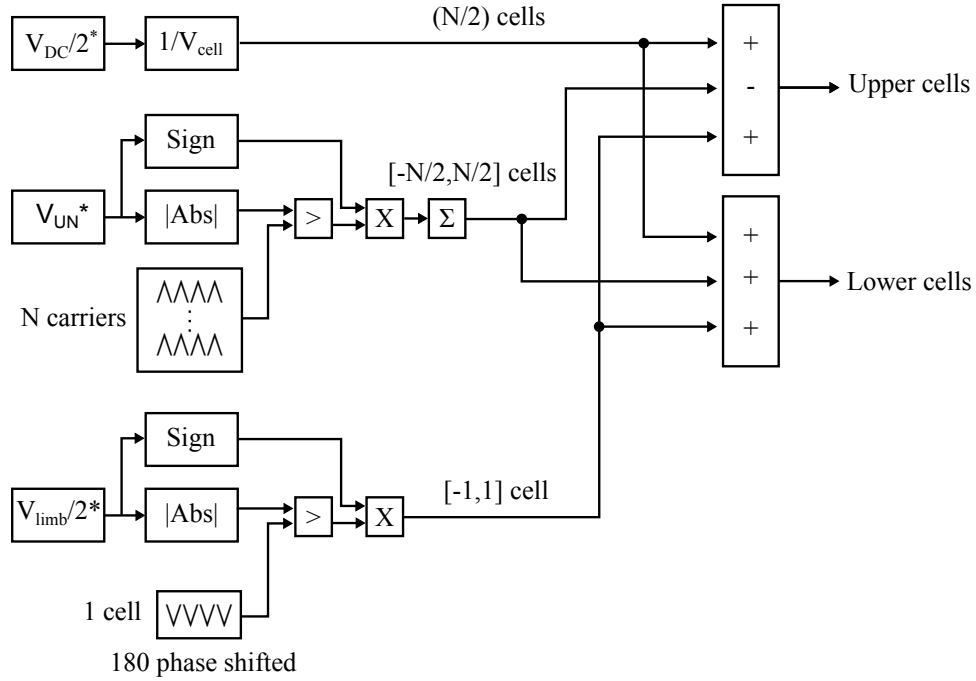 (N/2) cells
V_DC/2*
1/V_cell
+
-
+
Upper cells
Sign
[-N/2,N/2] cells
V_UN*
|Abs|
>
X
Σ
+
+
+
Lower cells
N carriers
Sign
[-1,1] cell
V_limb/2*
|Abs|
>
X
1 cell
180 phase shifted